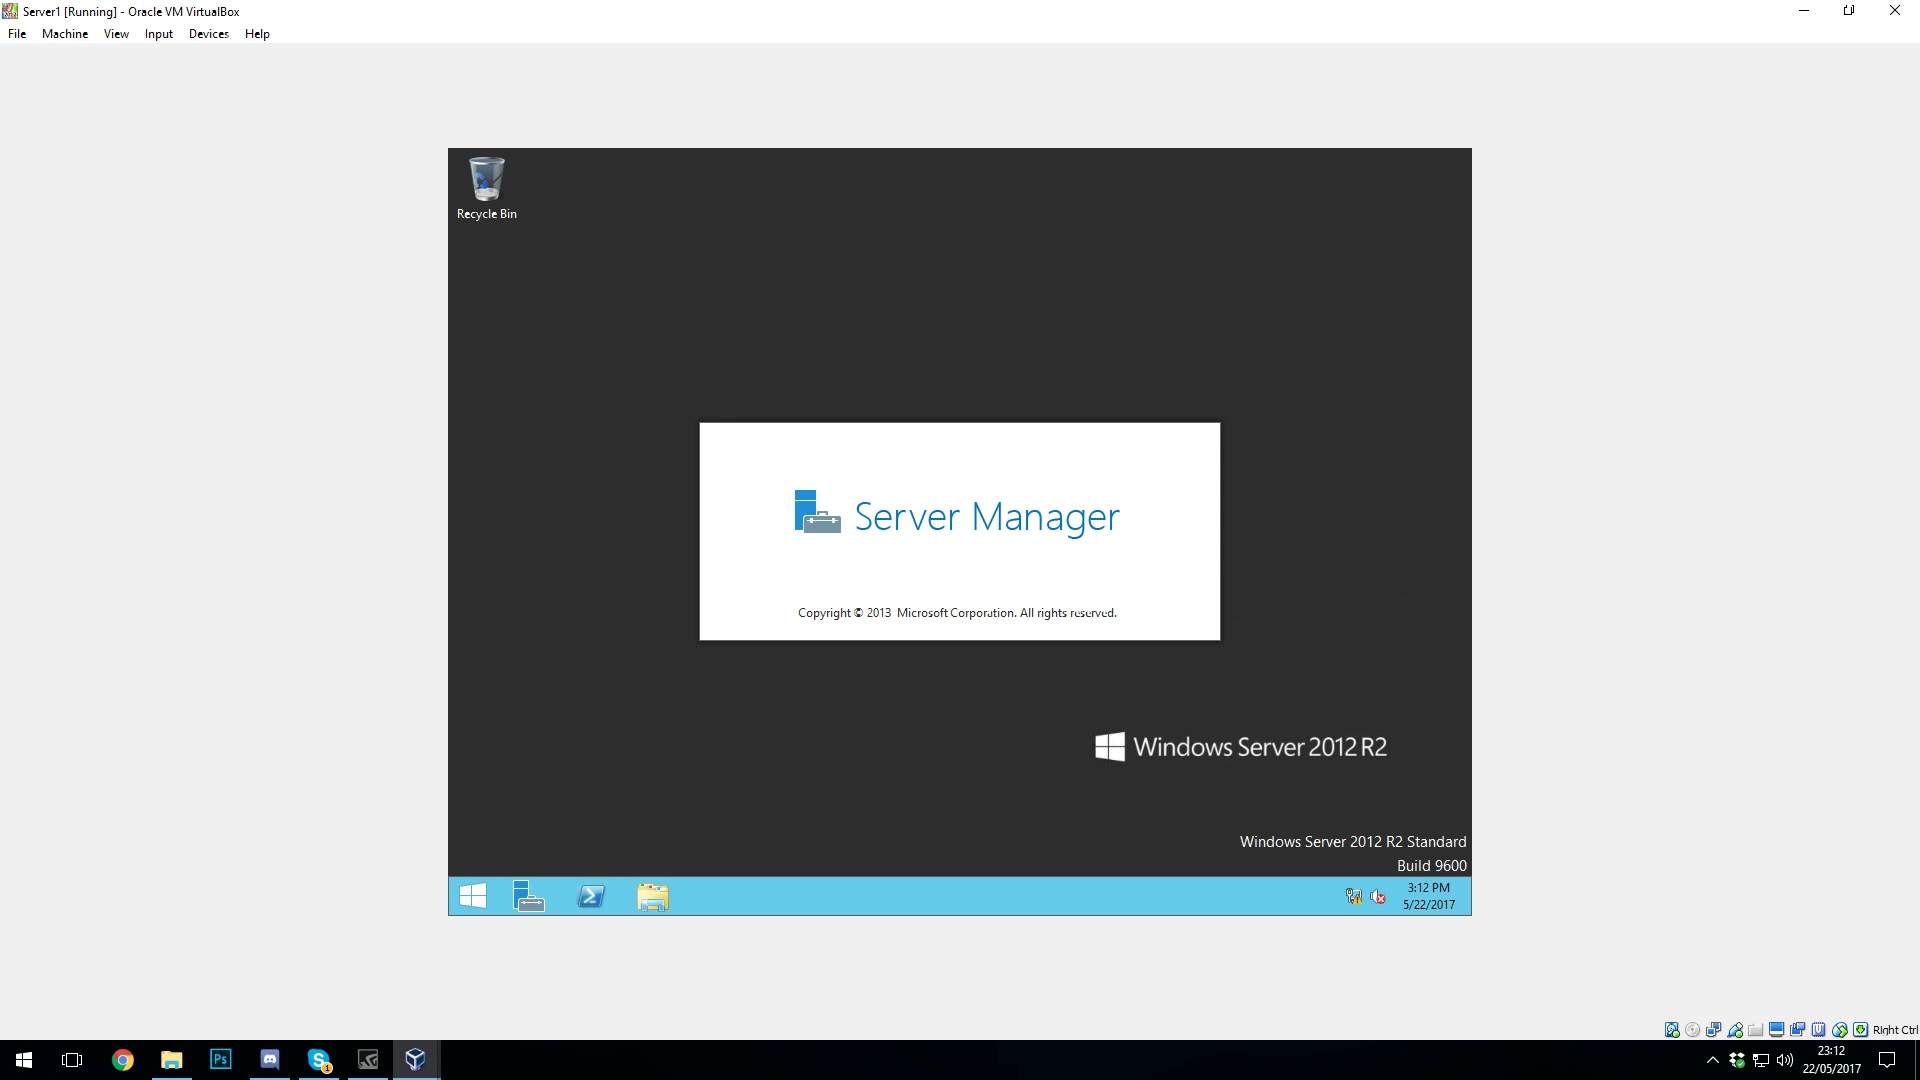 Server1 [Running] - Oracle VM VirtualBox
File Machine View Input Devices Help
Recycle Bin
Server Manager
Copyright © 2013 Microsoft Corporation. All rights reserved.
Windows Server 2012 R2
Windows Server 2012 R2 Standard
Build 9600
3:12 PM
5/22/2017
Right Ctrl
Ps
1
23:12
22/05/2017